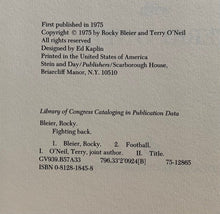 First published in 1975
Copyright © 1975 by Rocky Bleier and Terry O'Neil
All rights reserved
Designed by Ed Kaplin
Printed in the United States of America
Stein and Day/Publishers/Scarborough House,
Briarcliff Manor, N.Y. 10510
Library of Congress Cataloging in Publication Data
Bleier, Rocky.
Fighting back.
1. Bleier, Rocky. 2. Football.
I. O'Neil, Terry, joint author. II. Title.
GV939.B57A33 796.33'2'0924[B] 75-12865
ISBN 0-8128-1845-8